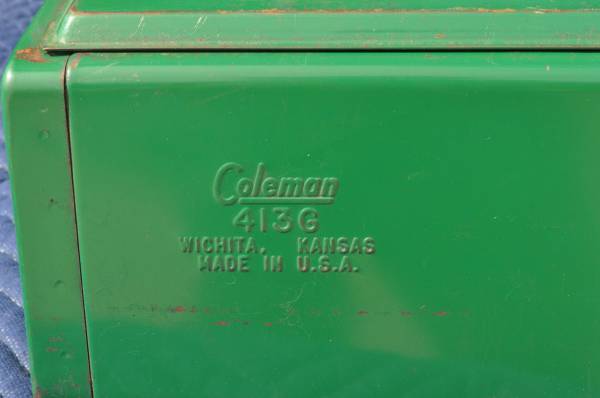 Coleman
413G
WICHITA, KANSAS
MADE IN U.S.A.